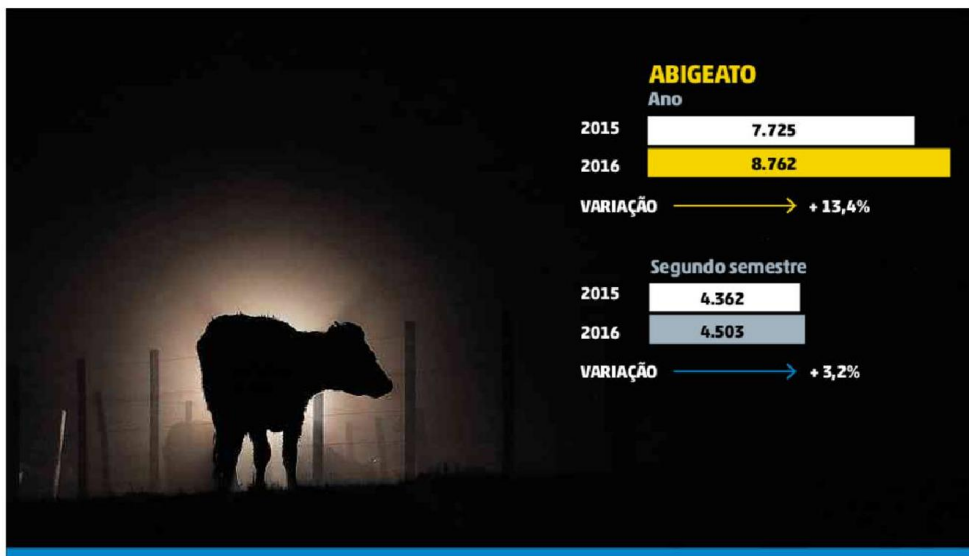 ABIGEATO
Ano
2015 7.725
2016 8.762
VARIAÇÃO + 13,4%
Segundo semestre
2015 4.362
2016 4.503
VARIAÇÃO + 3,2%